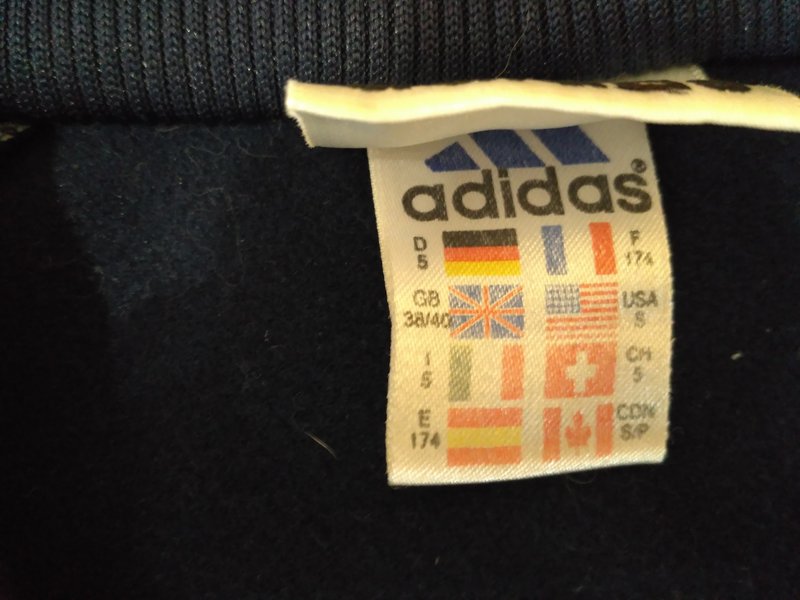 adidas®
D 5 F 174
GB 38/40 USA S
I 5 CH 5
E 174 CDN S/P